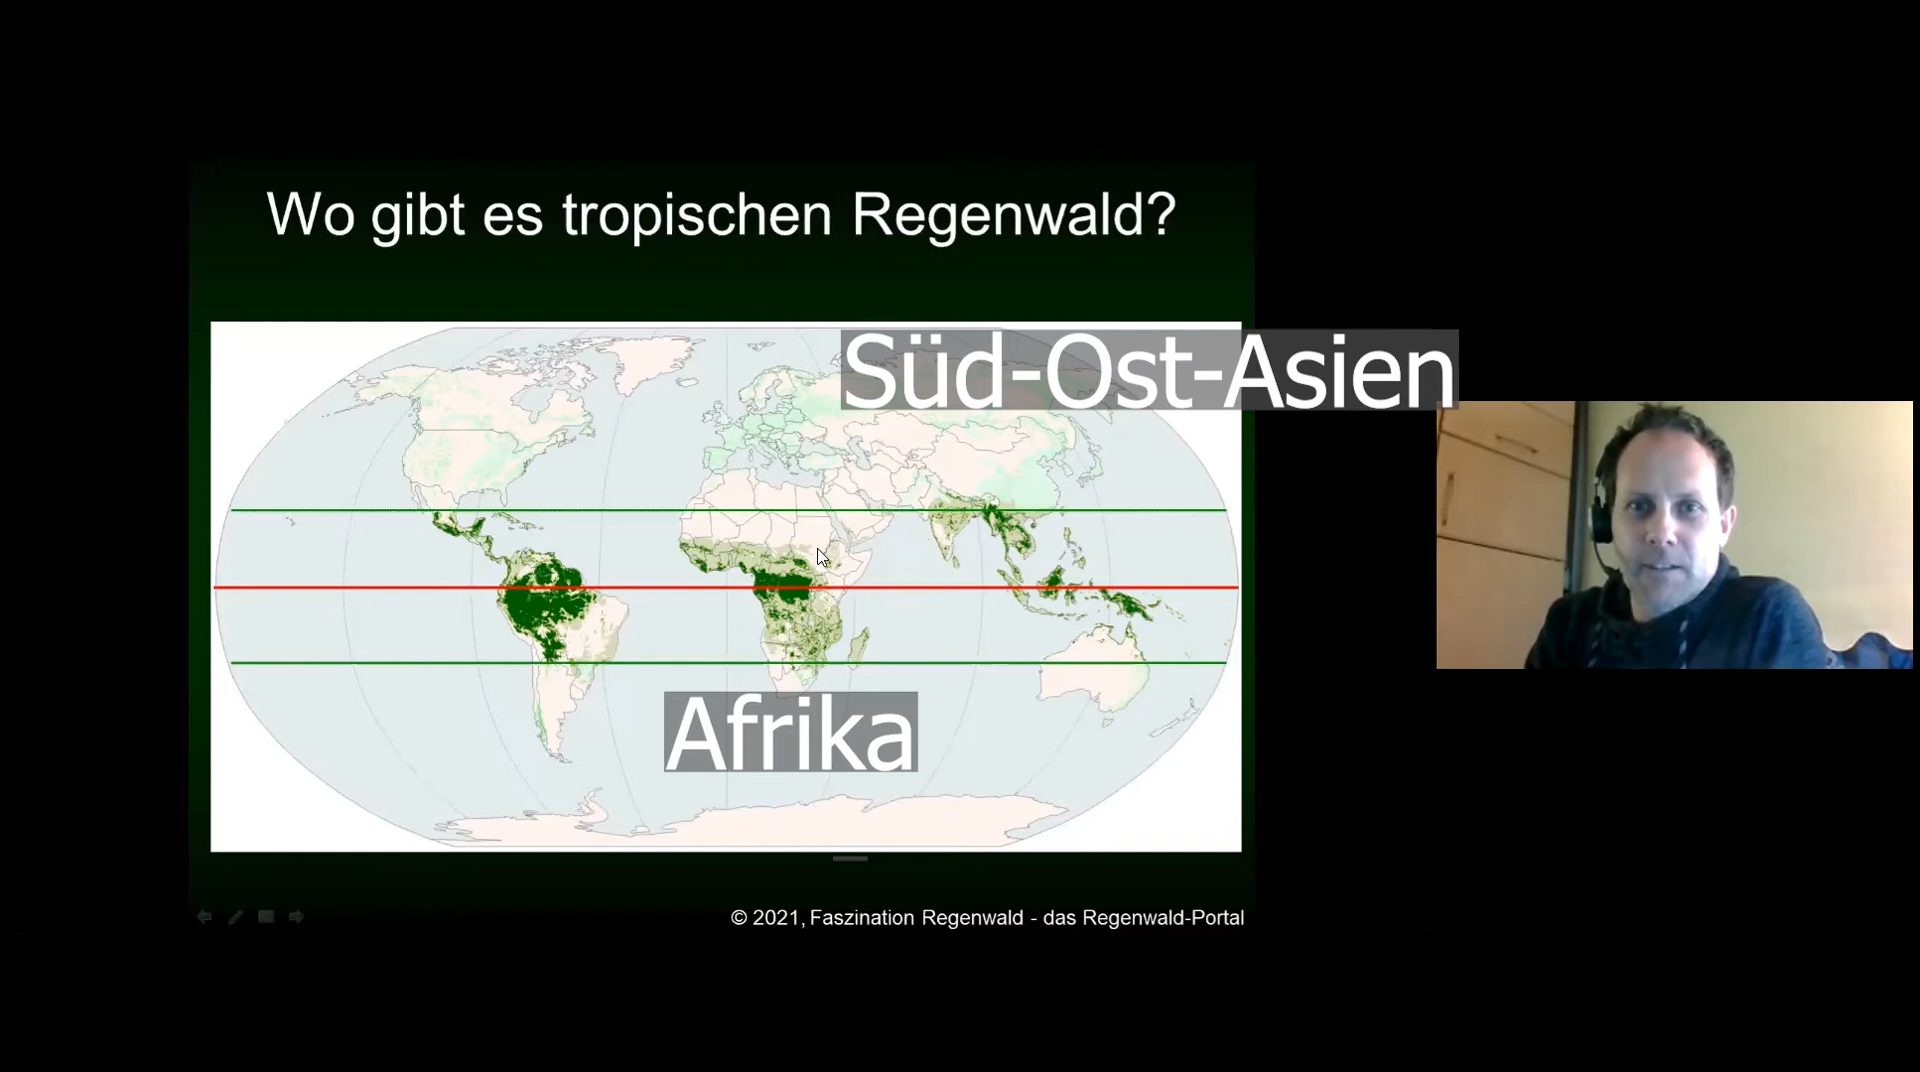 Wo gibt es tropischen Regenwald?
Süd-Ost-Asien
Afrika
© 2021, Faszination Regenwald - das Regenwald-Portal